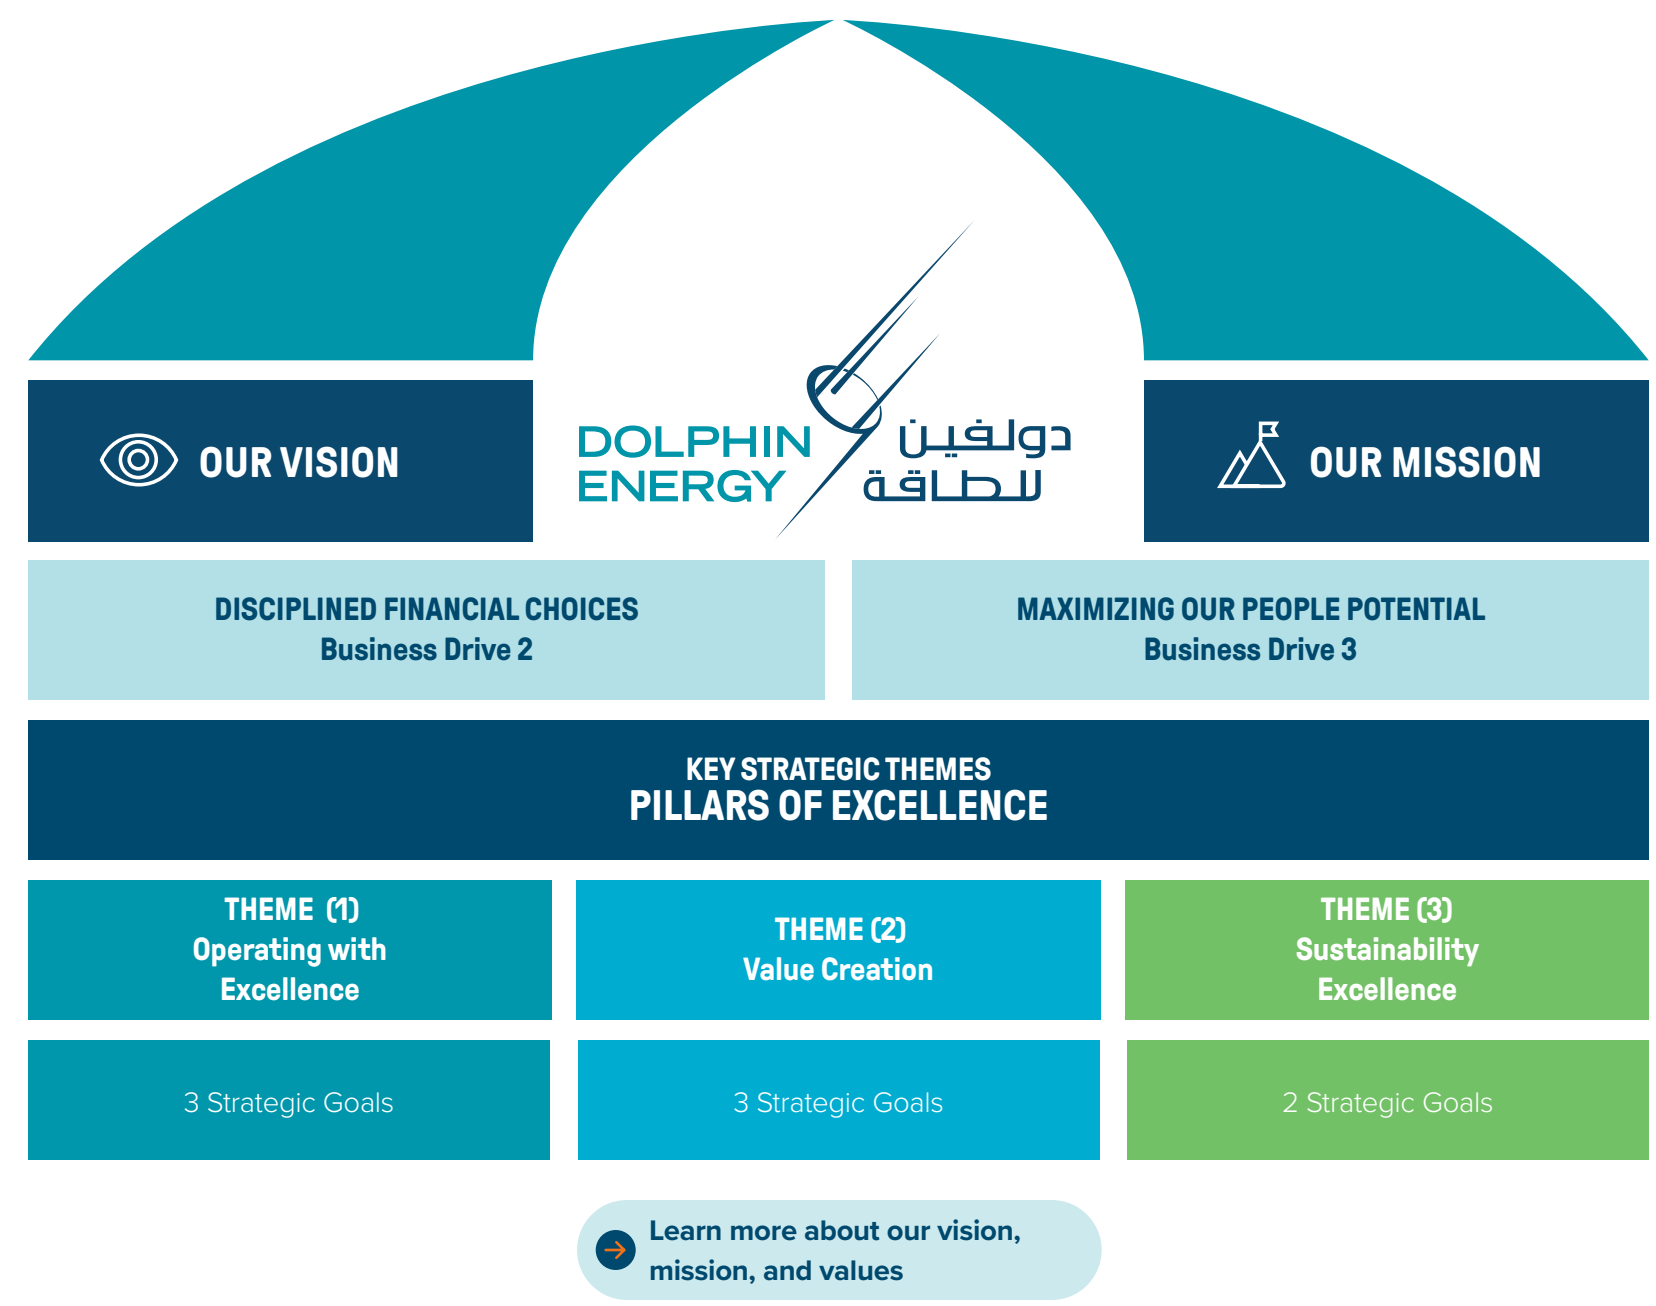 OUR VISION
DOLPHIN
ENERGY
دولفين
للطاقة
OUR MISSION
DISCIPLINED FINANCIAL CHOICES
Business Drive 2
MAXIMIZING OUR PEOPLE POTENTIAL
Business Drive 3
KEY STRATEGIC THEMES
PILLARS OF EXCELLENCE
THEME (1)
Operating with
Excellence
THEME (2)
Value Creation
THEME (3)
Sustainability
Excellence
3 Strategic Goals
3 Strategic Goals
2 Strategic Goals
Learn more about our vision,
mission, and values